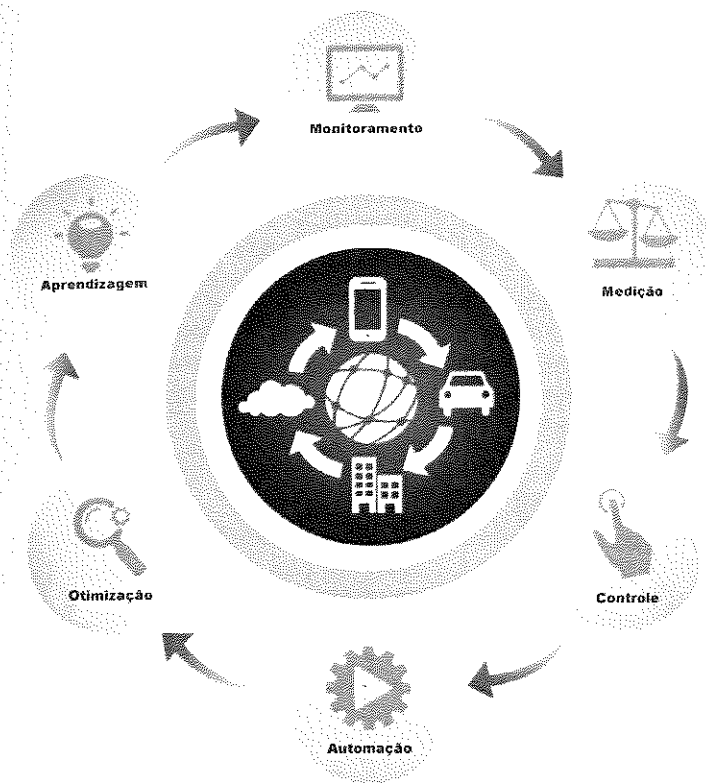 Monitoramento
Medição
Controle
Automação
Otimização
Aprendizagem